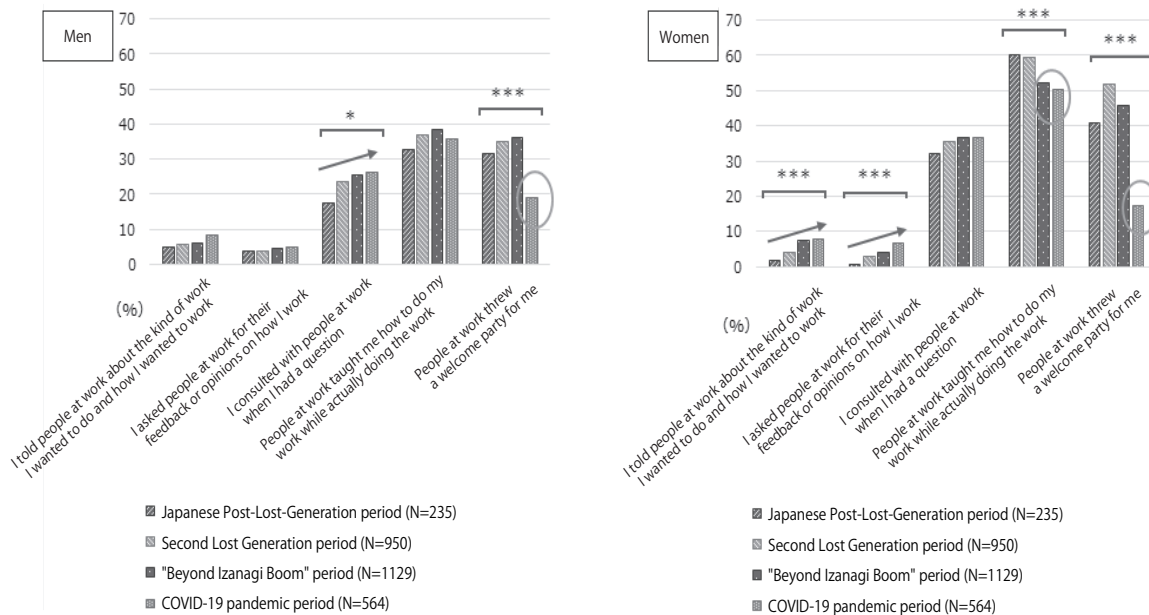 Men
70
60
50
40
30
20
10
0
(%)
*
***
I told people at work about the kind of work
I wanted to do and how I wanted to work
I asked people at work for their
feedback or opinions on how I work
I consulted with people at work
when I had a question
People at work taught me how to do my
work while actually doing the work
People at work threw
a welcome party for me
Japanese Post-Lost-Generation period (N=235)
Second Lost Generation period (N=950)
"Beyond Izanagi Boom" period (N=1129)
COVID-19 pandemic period (N=564)
Women
70
60
50
40
30
20
10
0
(%)
***
***
***
***
I told people at work about the kind of work
I wanted to do and how I wanted to work
I asked people at work for their
feedback or opinions on how I work
I consulted with people at work
when I had a question
People at work taught me how to do my
work while actually doing the work
People at work threw
a welcome party for me
Japanese Post-Lost-Generation period (N=235)
Second Lost Generation period (N=950)
"Beyond Izanagi Boom" period (N=1129)
COVID-19 pandemic period (N=564)